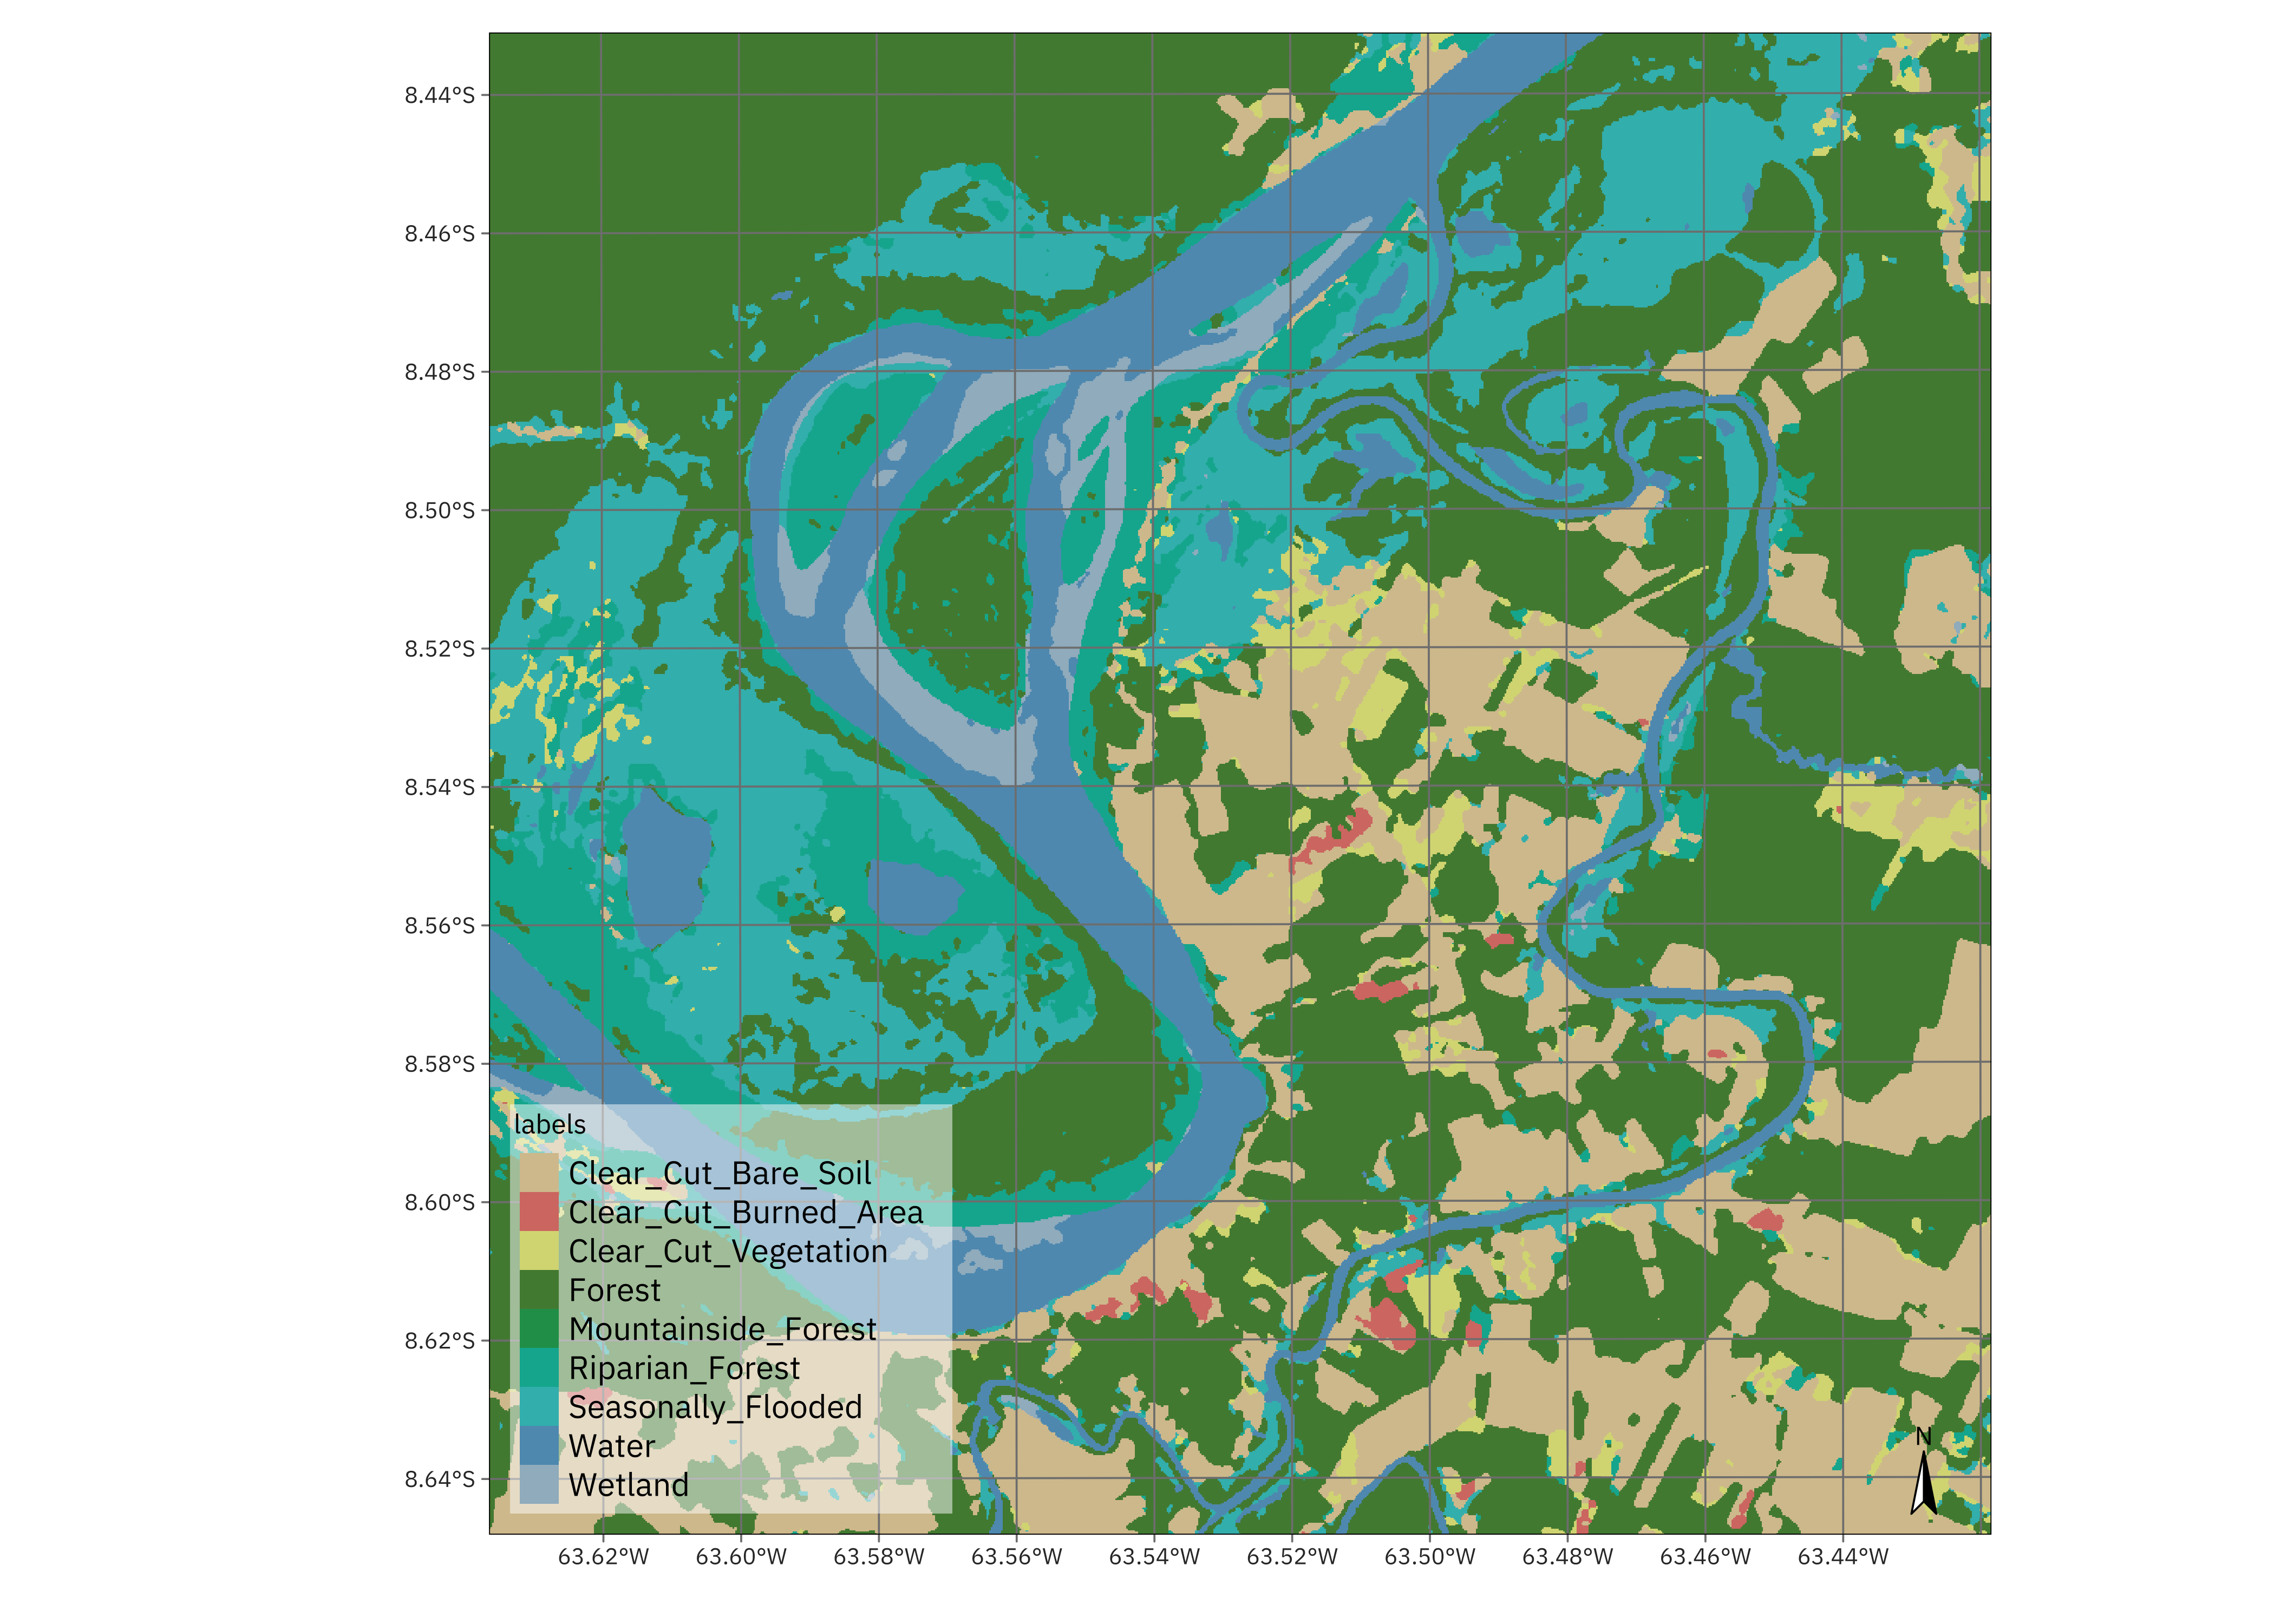 8.44°S
8.46°S
8.48°S
8.50°S
8.52°S
8.54°S
8.56°S
8.58°S
8.60°S
8.62°S
8.64°S
labels
Clear_Cut_Bare_Soil
Clear_Cut_Burned_Area
Clear_Cut_Vegetation
Forest
Mountainside_Forest
Riparian_Forest
Seasonally_Flooded
Water
Wetland
N
63.62°W 63.60°W 63.58°W 63.56°W 63.54°W 63.52°W 63.50°W 63.48°W 63.46°W 63.44°W